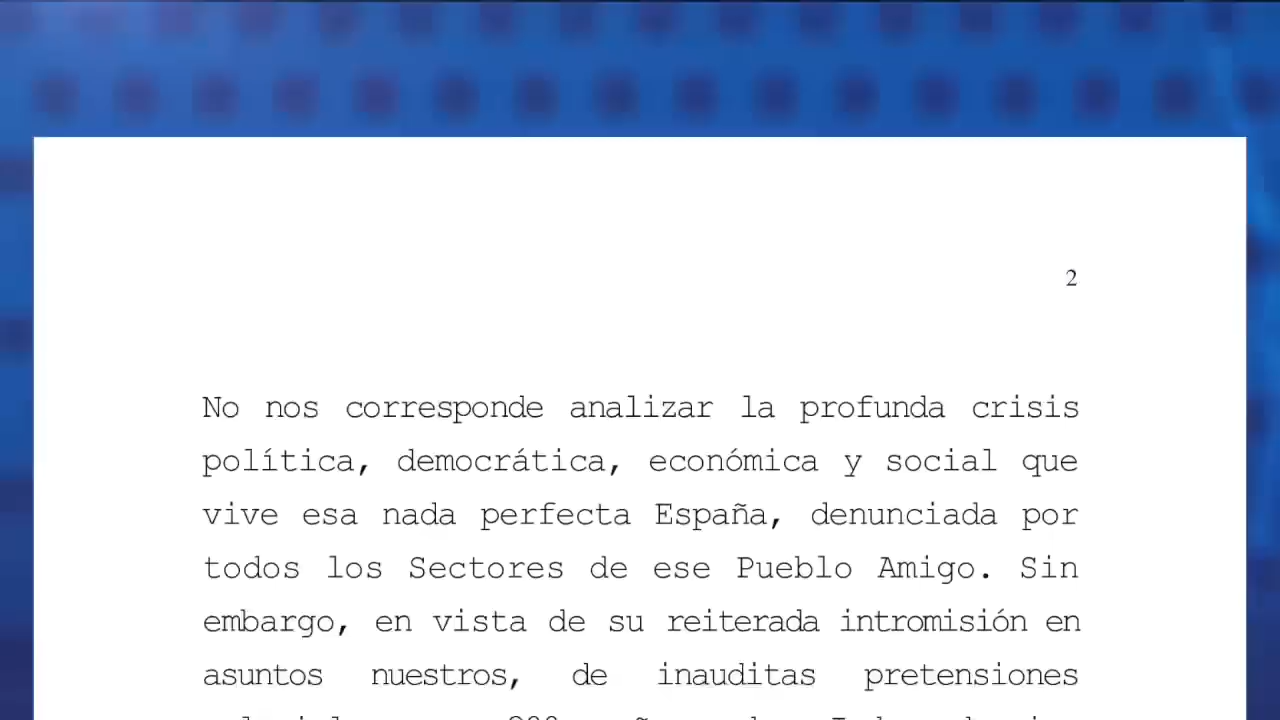 2
No nos corresponde analizar la profunda crisis
política, democrática, económica y social que
vive esa nada perfecta España, denunciada por
todos los Sectores de ese Pueblo Amigo. Sin
embargo, en vista de su reiterada intromisión en
asuntos nuestros, de inauditas pretensiones